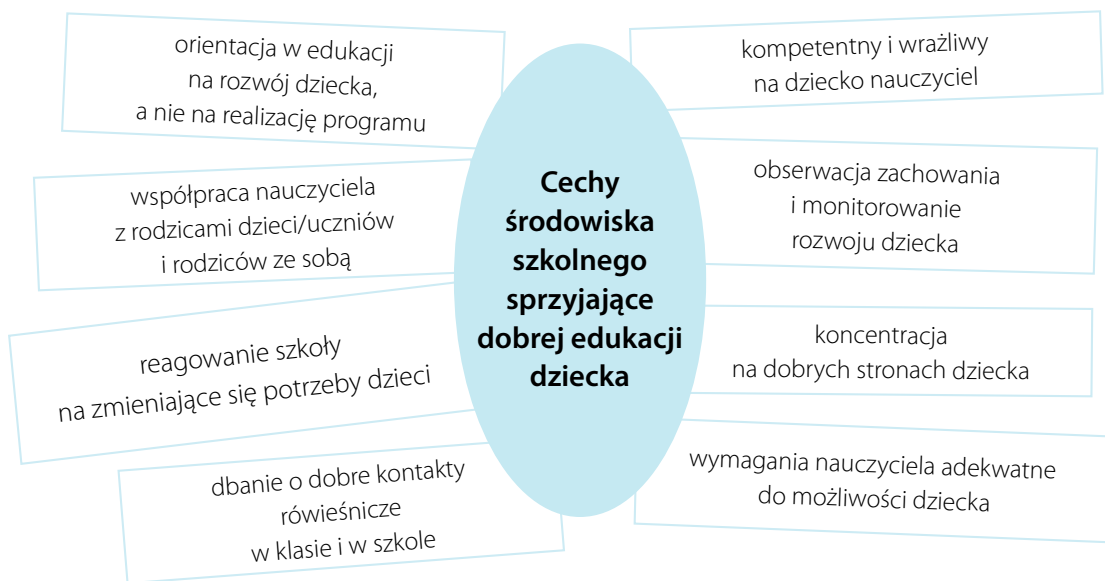 orientacja w edukacji
na rozwój dziecka,
a nie na realizację programu
współpraca nauczyciela
z rodzicami dzieci/uczniów
i rodziców ze sobą
reagowanie szkoły
na zmieniające się potrzeby dzieci
dbanie o dobre kontakty
rówieśnicze
w klasie i w szkole
Cechy
środowiska
szkolnego
sprzyjające
dobrej edukacji
dziecka
kompetentny i wrażliwy
na dziecko nauczyciel
obserwacja zachowania
i monitorowanie
rozwoju dziecka
koncentracja
na dobrych stronach dziecka
wymagania nauczyciela adekwatne
do możliwości dziecka